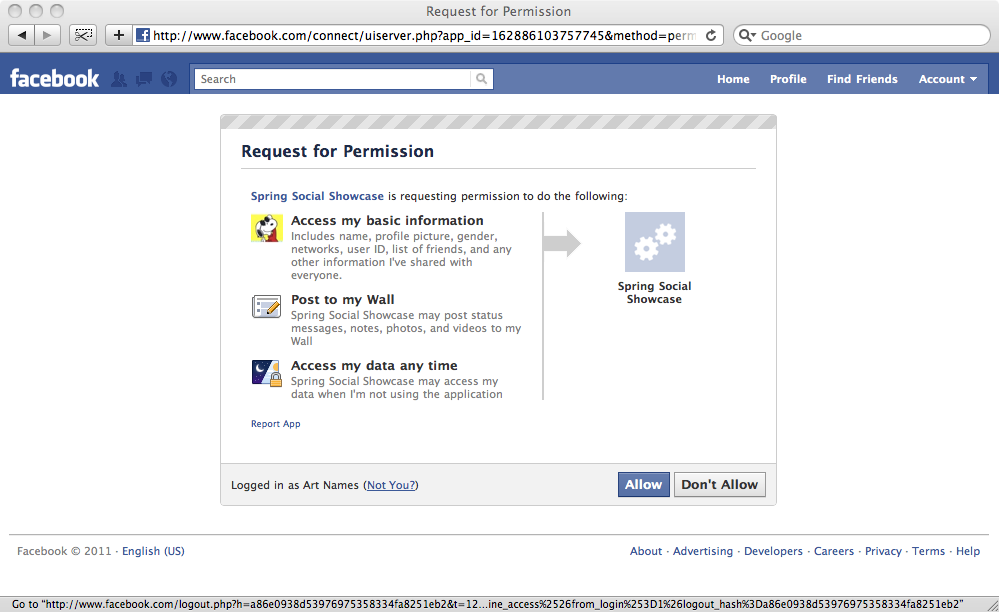 Request for Permission
http://www.facebook.com/connect/uiserver.php?app_id=162886103757745&method=perm
Google
facebook
Search
Home Profile Find Friends Account
Request for Permission
Spring Social Showcase is requesting permission to do the following:
Access my basic information
Includes name, profile picture, gender,
networks, user ID, list of friends, and any
other information I've shared with
everyone.
Spring Social
Showcase
Post to my Wall
Spring Social Showcase may post status
messages, notes, photos, and videos to my
Wall
Access my data any time
Spring Social Showcase may access my
data when I'm not using the application
Report App
Logged in as Art Names (Not You?)
Allow Don't Allow
Facebook © 2011 · English (US)
About · Advertising · Developers · Careers · Privacy · Terms · Help
Go to "http://www.facebook.com/logout.php?h=a86e0938d53976975358334fa8251eb2&t=12...ine_access%2526from_login%253D1%26logout_hash%3Da86e0938d53976975358334fa8251eb2"